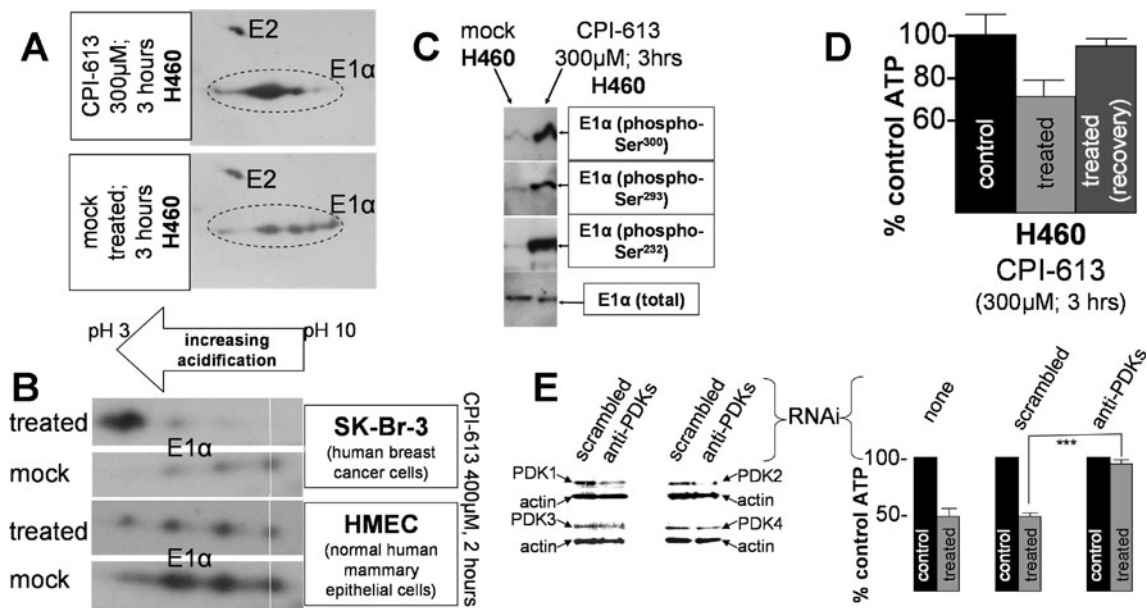 A
CPI-613
300µM;
3 hours
H460
E2
E1α
mock
treated;
3 hours
H460
E2
E1α
pH 3
increasing
acidification
pH 10
B
treated
mock
E1α
SK-Br-3
(human breast
cancer cells)
treated
mock
E1α
HMEC
(normal human
mammary
epithelial cells)
CPI-613 400µM, 2 hours
C
mock
H460
CPI-613
300µM; 3hrs
H460
E1α (phospho-
Ser300)
E1α (phospho-
Ser293)
E1α (phospho-
Ser232)
E1α (total)
D
% control ATP
100-
80-
60-
control
treated
treated
(recovery)
H460
CPI-613
(300µM; 3 hrs)
E
scrambled
anti-PDKs
scrambled
anti-PDKs
RNAi
PDK1
actin
PDK3
actin
PDK2
actin
PDK4
actin
none
scrambled
anti-PDKs
***
% control ATP
100-
50-
control
treated
control
treated
control
treated